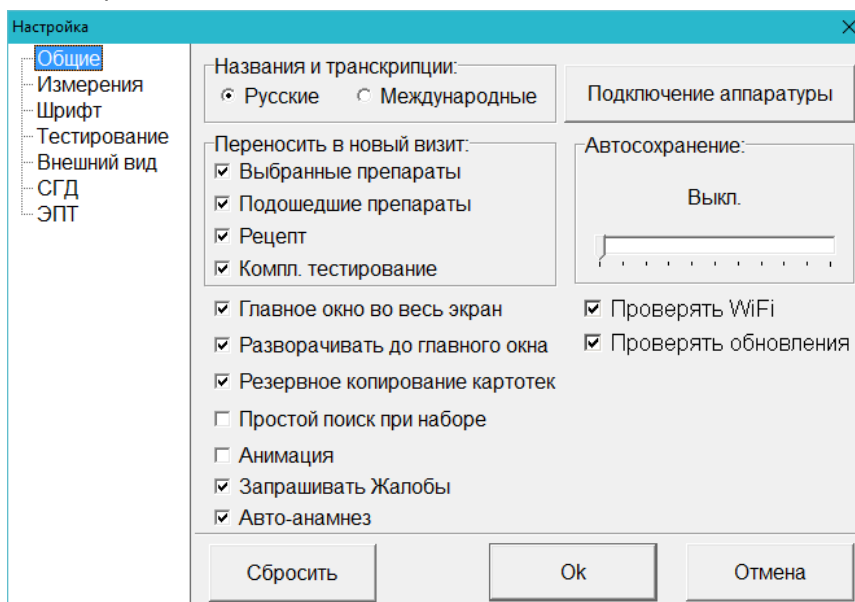 Настройка
Общие
Измерения
Шрифт
Тестирование
Внешний вид
СГД
ЭПТ
Названия и транскрипции:
Русские Международные
Подключение аппаратуры
Переносить в новый визит:
Выбранные препараты
Подошедшие препараты
Рецепт
Компл. тестирование
Автосохранение:
Выкл.
Главное окно во весь экран
Разворачивать до главного окна
Резервное копирование картотек
Простой поиск при наборе
Анимация
Запрашивать Жалобы
Авто-анамнез
Проверять WiFi
Проверять обновления
Сбросить Ok Отмена